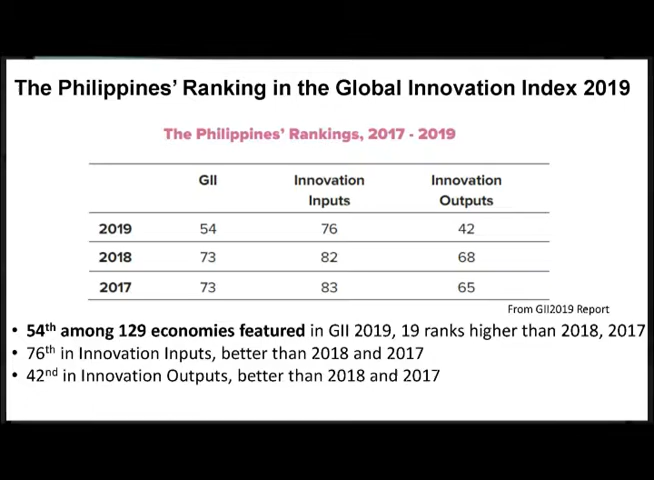 The Philippines’ Ranking in the Global Innovation Index 2019
The Philippines’ Rankings, 2017 - 2019
GII Innovation Inputs Innovation Outputs
2019 54 76 42
2018 73 82 68
2017 73 83 65
From GII2019 Report
• 54th among 129 economies featured in GII 2019, 19 ranks higher than 2018, 2017
• 76th in Innovation Inputs, better than 2018 and 2017
• 42nd in Innovation Outputs, better than 2018 and 2017